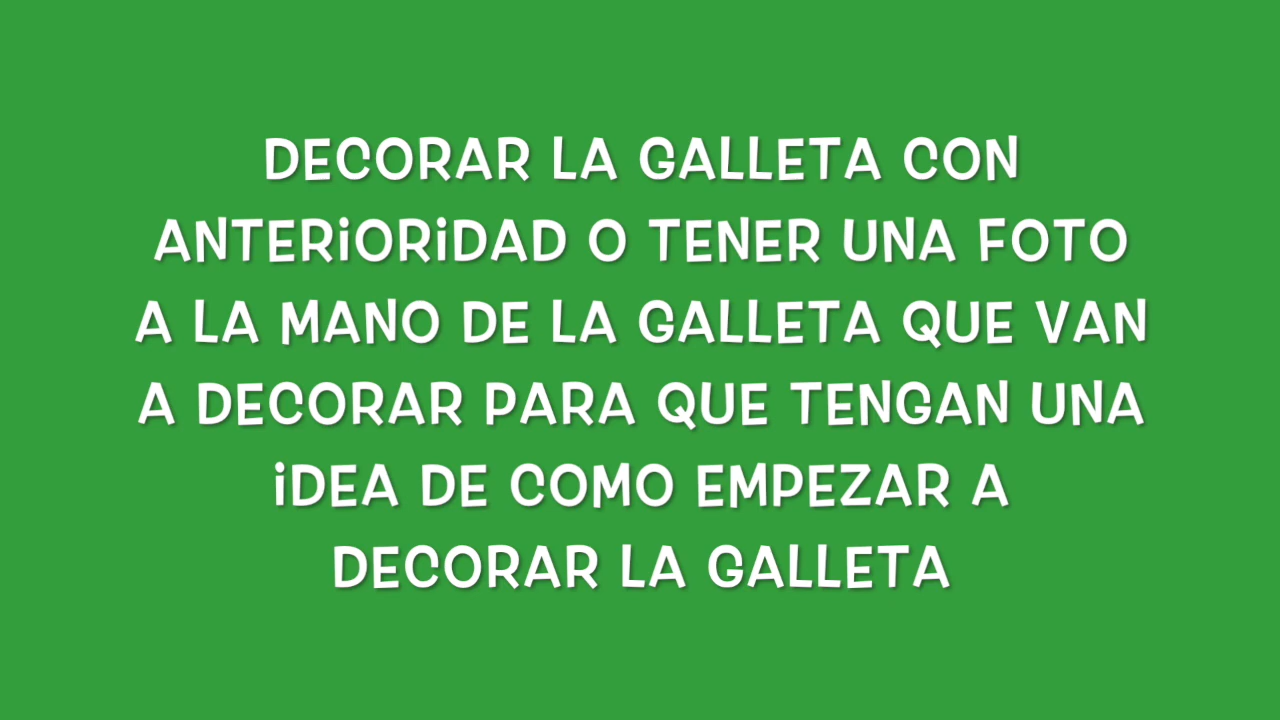 DECORAR LA GALLETA CON
ANTERiORiDAD O TENER UNA FOTO
A LA MANO DE LA GALLETA QUE VAN
A DECORAR PARA QUE TENGAN UNA
iDEA DE COMO EMPEZAR A
DECORAR LA GALLETA